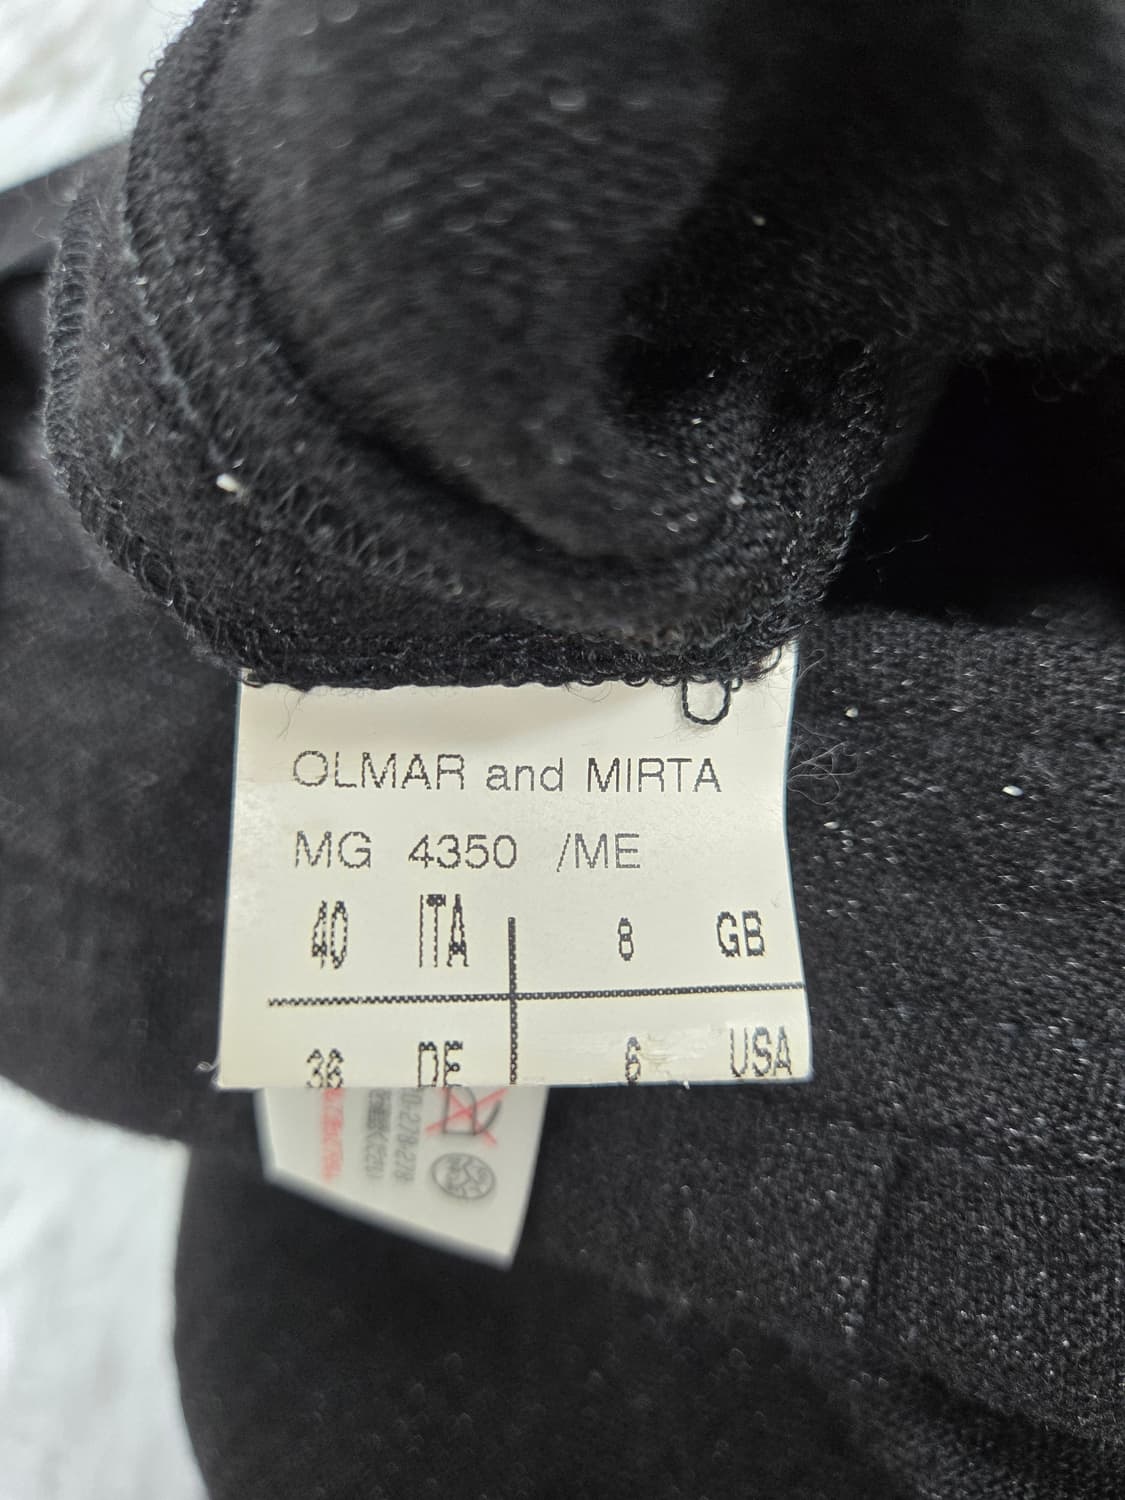 OLMAR and MIRTA
MG 4350 /ME
40 ITA 8 GB
36 DE 6 USA